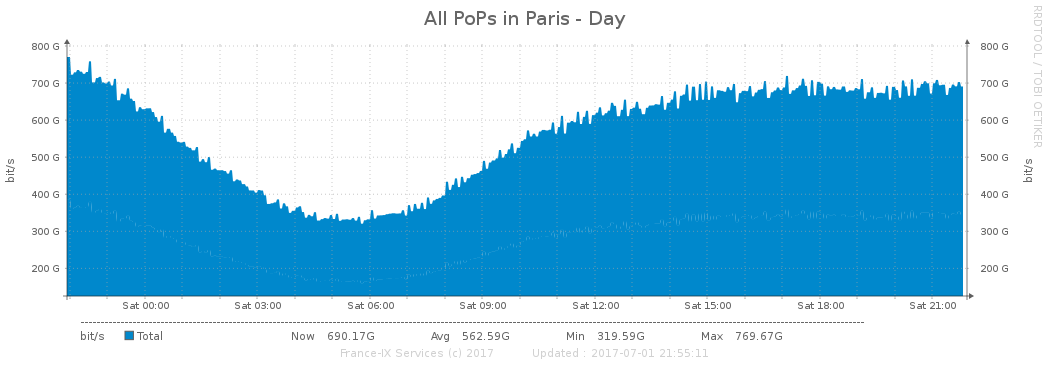 All PoPs in Paris - Day
RRDTOOL / TOBI OETIKER
800 G 800 G
700 G 700 G
600 G 600 G
500 G 500 G
400 G 400 G
300 G 300 G
200 G 200 G
bit/s bit/s
Sat 00:00 Sat 03:00 Sat 06:00 Sat 09:00 Sat 12:00 Sat 15:00 Sat 18:00 Sat 21:00
bit/s Total Now 690.17G Avg 562.59G Min 319.59G Max 769.67G
France-IX Services (c) 2017 Updated : 2017-07-01 21:55:11